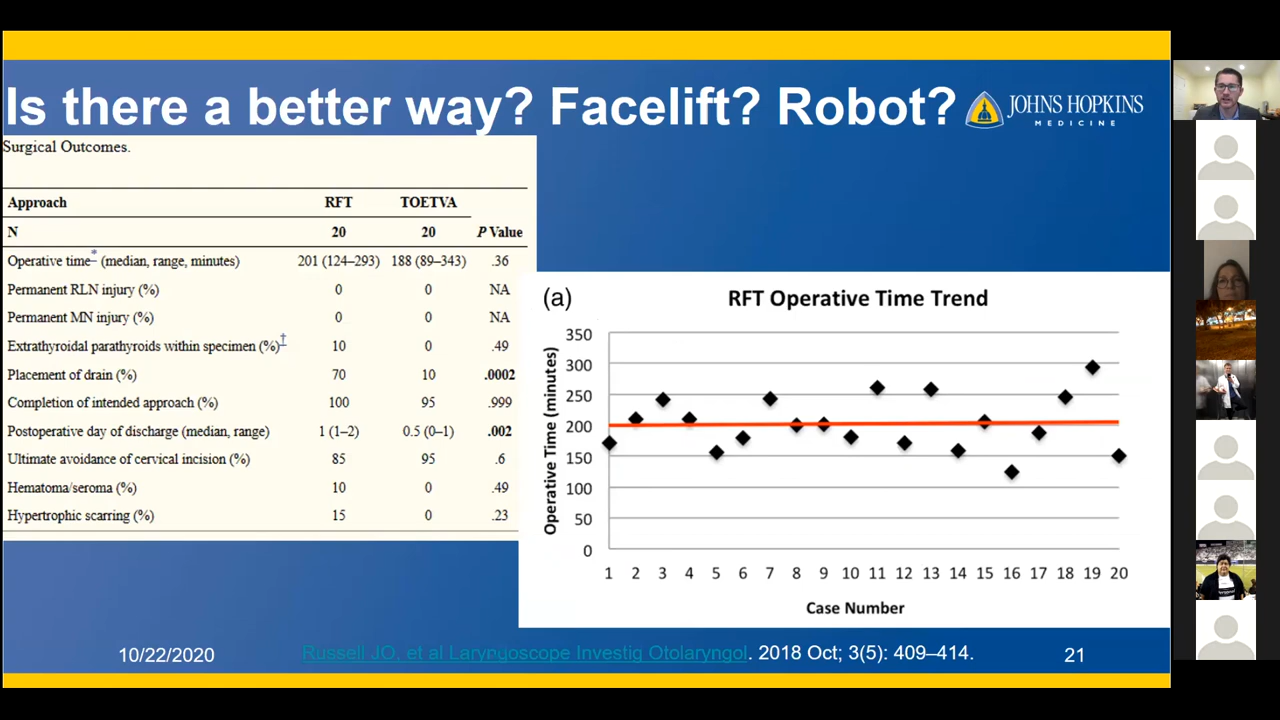 Is there a better way? Facelift? Robot?
JOHNS HOPKINS
MEDICINE
Surgical Outcomes.
Approach RFT TOETVA
N 20 20 P Value
Operative time* (median, range, minutes) 201 (124–293) 188 (89–343) .36
Permanent RLN injury (%) 0 0 NA
Permanent MN injury (%) 0 0 NA
Extrathyroidal parathyroids within specimen (%)† 10 0 .49
Placement of drain (%) 70 10 .0002
Completion of intended approach (%) 100 95 .999
Postoperative day of discharge (median, range) 1 (1–2) 0.5 (0–1) .002
Ultimate avoidance of cervical incision (%) 85 95 .6
Hematoma/seroma (%) 10 0 .49
Hypertrophic scarring (%) 15 0 .23
(a)
RFT Operative Time Trend
Operative Time (minutes)
350
300
250
200
150
100
50
0
1 2 3 4 5 6 7 8 9 10 11 12 13 14 15 16 17 18 19 20
Case Number
10/22/2020
Russell JO, et al Laryngoscope Investig Otolaryngol. 2018 Oct; 3(5): 409–414.
21